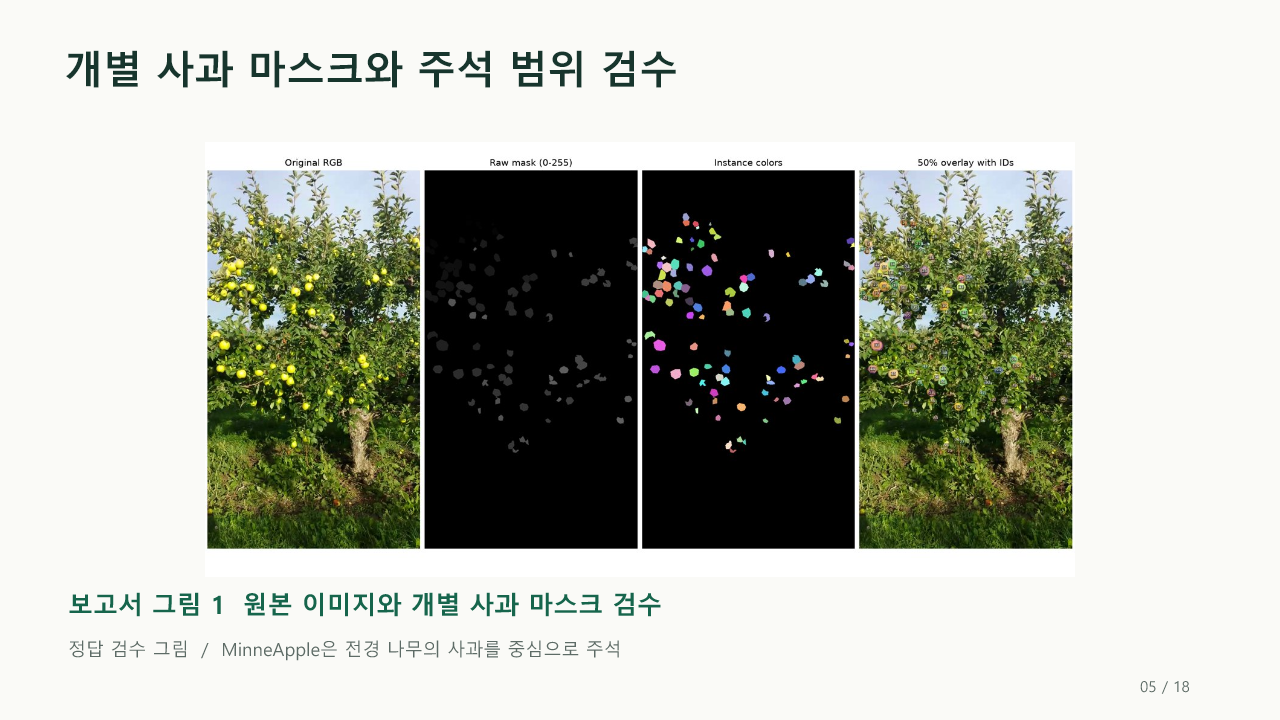 개별 사과 마스크와 주석 범위 검수
Original RGB
Raw mask (0-255)
Instance colors
50% overlay with IDs
보고서 그림 1 원본 이미지와 개별 사과 마스크 검수
정답 검수 그림 / MinneApple은 전경 나무의 사과를 중심으로 주석
05 / 18